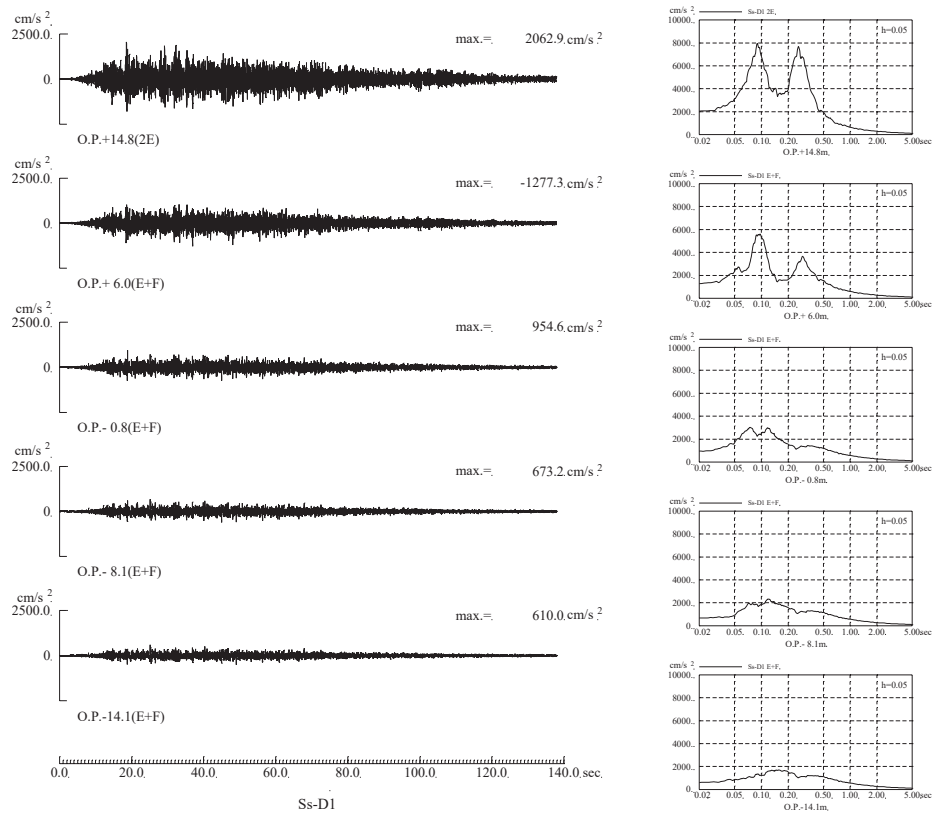 cm/s 2.
2500.0.
max.=. 2062.9. cm/s 2.
0.
O.P.+14.8(2E)
cm/s 2.
2500.0.
max.=. -1277.3. cm/s 2.
0.
O.P.+ 6.0(E+F)
cm/s 2.
2500.0.
max.=. 954.6. cm/s 2.
0.
O.P.- 0.8(E+F)
cm/s 2.
2500.0.
max.=. 673.2. cm/s 2
0.
O.P.- 8.1(E+F)
cm/s 2.
2500.0.
max.=. 610.0. cm/s 2
0.
O.P.-14.1(E+F)
0.0. 20.0. 40.0. 60.0. 80.0. 100.0. 120.0. 140.0. sec.
Ss-D1
cm/s 2. Ss-D1 2E.
10000..
h=0.05
8000..
6000..
4000..
2000..
0..
0.02 0.05. 0.10. 0.20. 0.50. 1.00. 2.00. 5.00sec
O.P.+14.8m.
cm/s 2. Ss-D1 E+F.
10000..
h=0.05
8000..
6000..
4000..
2000..
0..
0.02 0.05. 0.10. 0.20. 0.50. 1.00. 2.00. 5.00sec
O.P.+ 6.0m.
cm/s 2. Ss-D1 E+F.
10000..
h=0.05
8000..
6000..
4000..
2000..
0..
0.02 0.05. 0.10. 0.20. 0.50. 1.00. 2.00. 5.00sec
O.P.- 0.8m.
cm/s 2. Ss-D1 E+F.
10000..
h=0.05
8000..
6000..
4000..
2000..
0..
0.02 0.05. 0.10. 0.20. 0.50. 1.00. 2.00. 5.00sec
O.P.- 8.1m.
cm/s 2. Ss-D1 E+F.
10000..
h=0.05
8000..
6000..
4000..
2000..
0..
0.02 0.05. 0.10. 0.20. 0.50. 1.00. 2.00. 5.00sec
O.P.-14.1m.